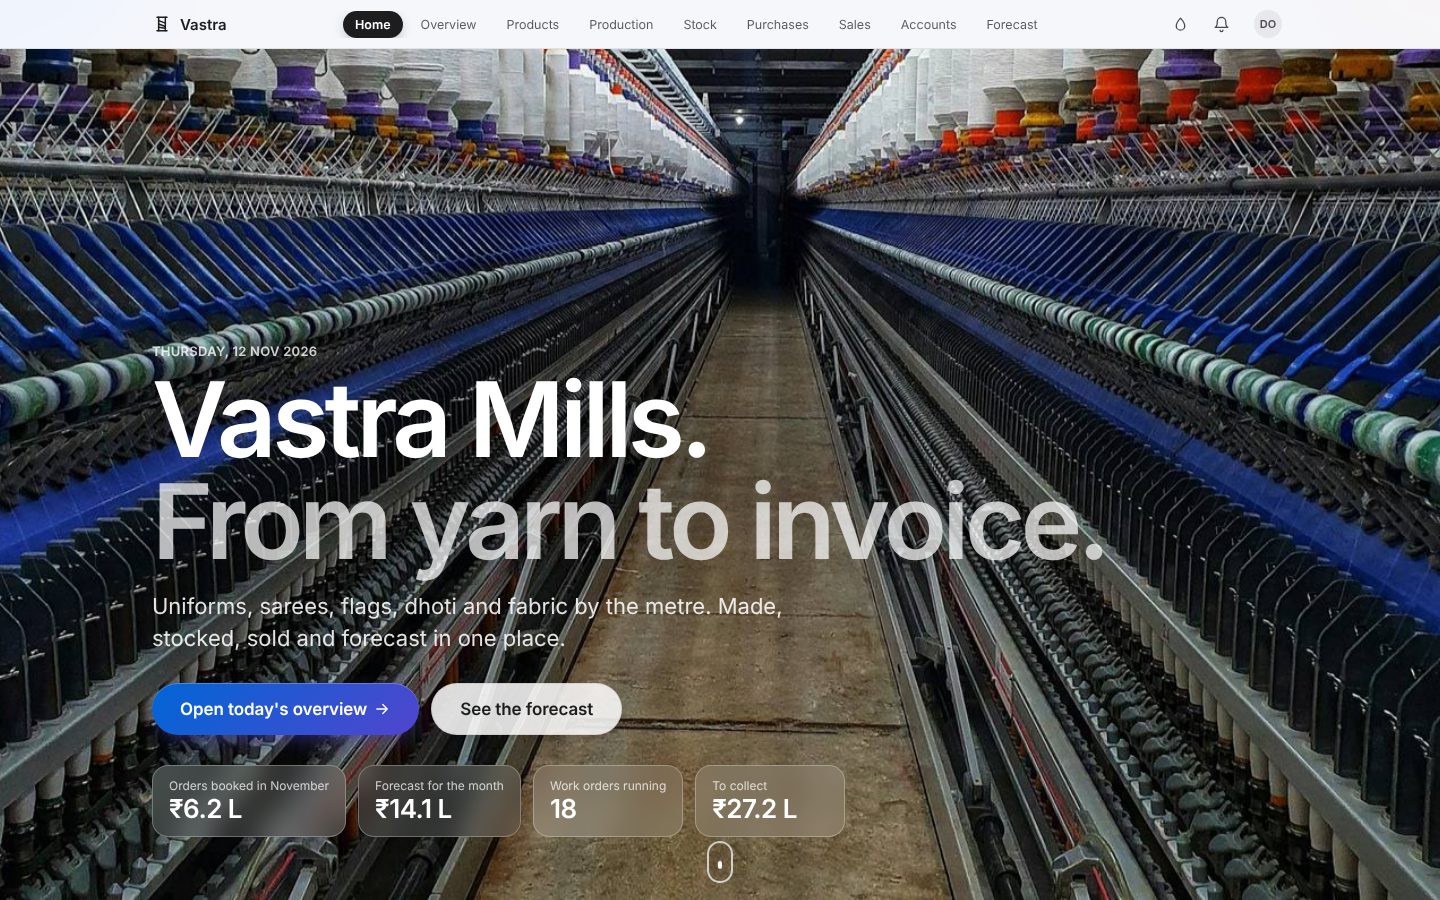 Vastra
Home
Overview
Products
Production
Stock
Purchases
Sales
Accounts
Forecast
DO
THURSDAY, 12 NOV 2026
Vastra Mills.
From yarn to invoice.
Uniforms, sarees, flags, dhoti and fabric by the metre. Made,
stocked, sold and forecast in one place.
Open today's overview →
See the forecast
Orders booked in November
₹6.2 L
Forecast for the month
₹14.1 L
Work orders running
18
To collect
₹27.2 L